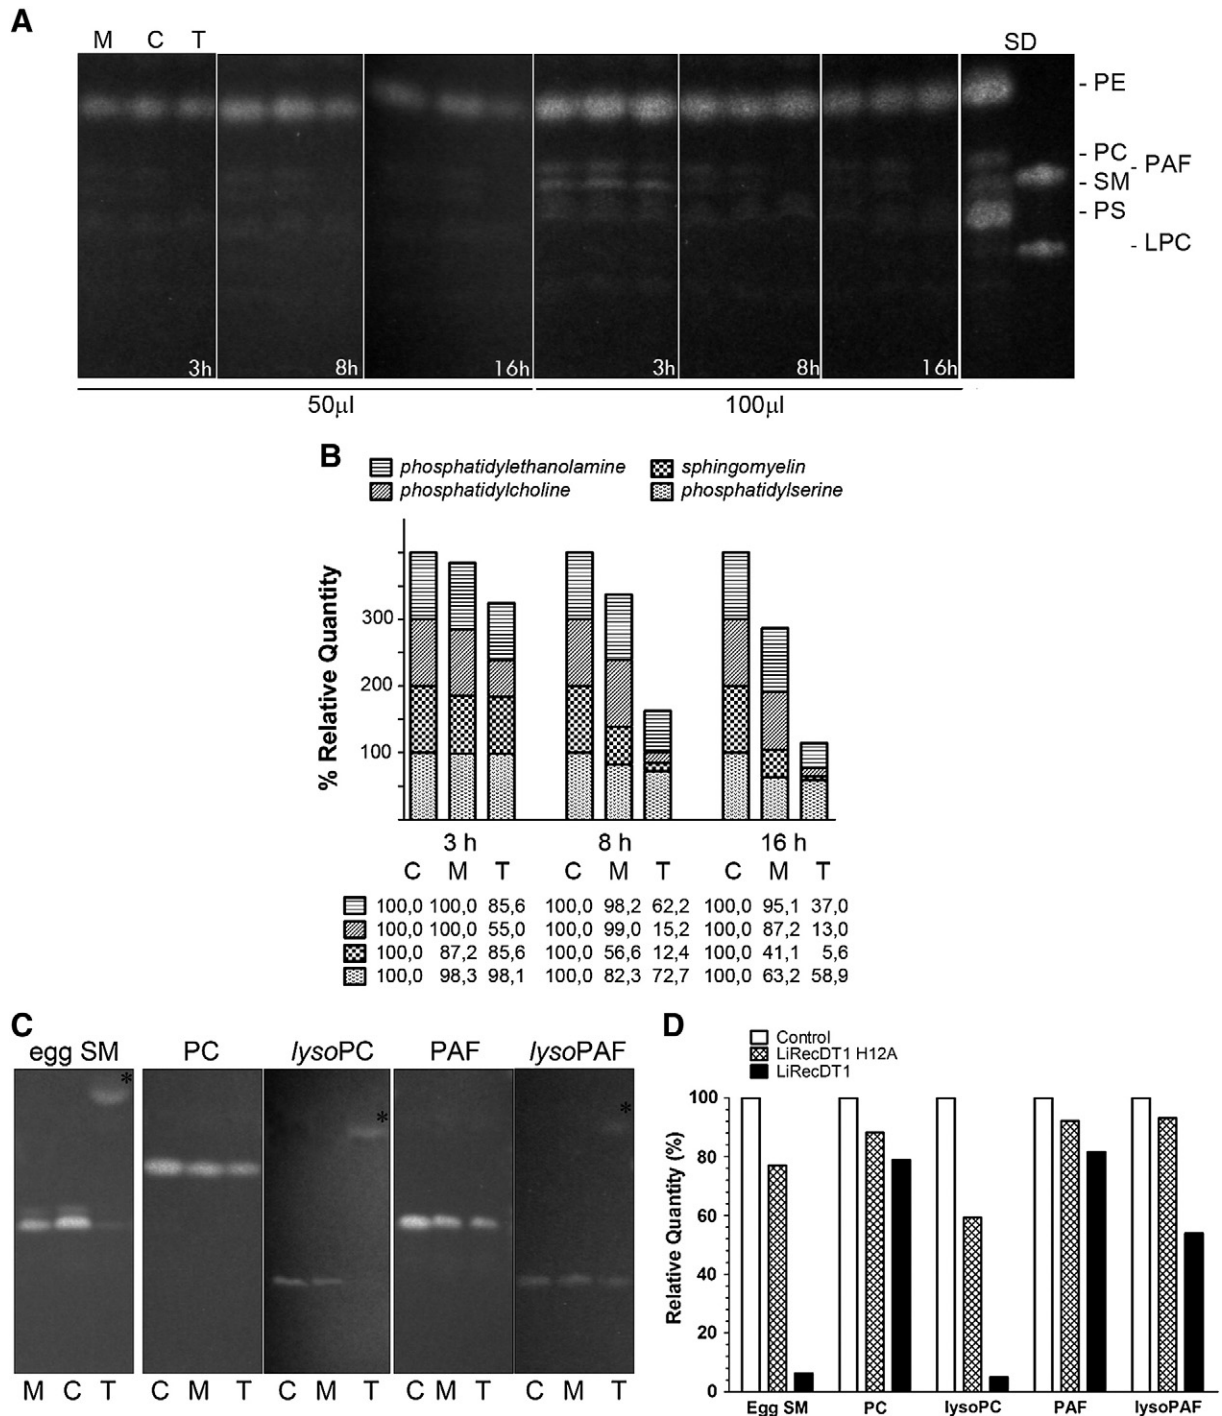 A
M C T
SD
- PE
- PC
- PAF
- SM
- PS
- LPC
3h 8h 16h 3h 8h 16h
50µl 100µl
B
phosphatidylethanolamine sphingomyelin
phosphatidylcholine phosphatidylserine
% Relative Quantity
300
200
100
3 h 8 h 16 h
C M T C M T C M T
100,0 100,0 85,6 100,0 98,2 62,2 100,0 95,1 37,0
100,0 100,0 55,0 100,0 99,0 15,2 100,0 87,2 13,0
100,0 87,2 85,6 100,0 56,6 12,4 100,0 41,1 5,6
100,0 98,3 98,1 100,0 82,3 72,7 100,0 63,2 58,9
C
egg SM PC lysoPC PAF lysoPAF
* * *
M C T C M T C M T C M T C M T
D
Control
LiRecDT1 H12A
LiRecDT1
Relative Quantity (%)
100
80
60
40
20
0
Egg SM PC lysoPC PAF lysoPAF